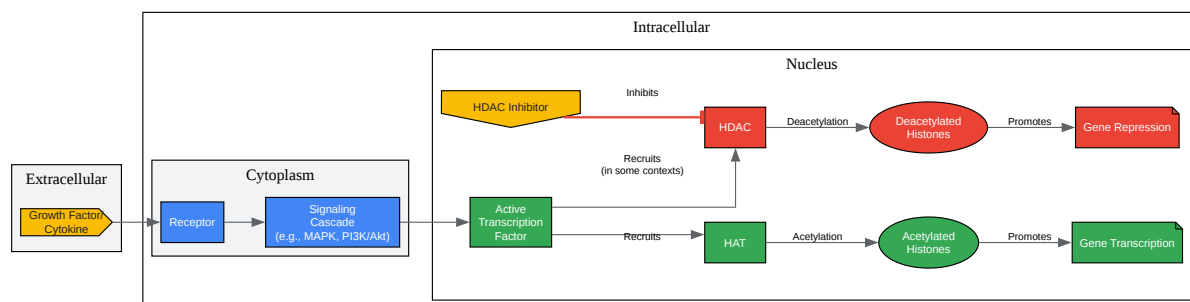 Intracellular
Nucleus
HDAC Inhibitor
Inhibits
HDAC
Deacetylation
Deacetylated
Histones
Promotes
Gene Repression
Recruits
(in some contexts)
Extracellular
Growth Factor/
Cytokine
Cytoplasm
Receptor
Signaling
Cascade
(e.g., MAPK, PI3K/Akt)
Active
Transcription
Factor
Recruits
HAT
Acetylation
Acetylated
Histones
Promotes
Gene Transcription